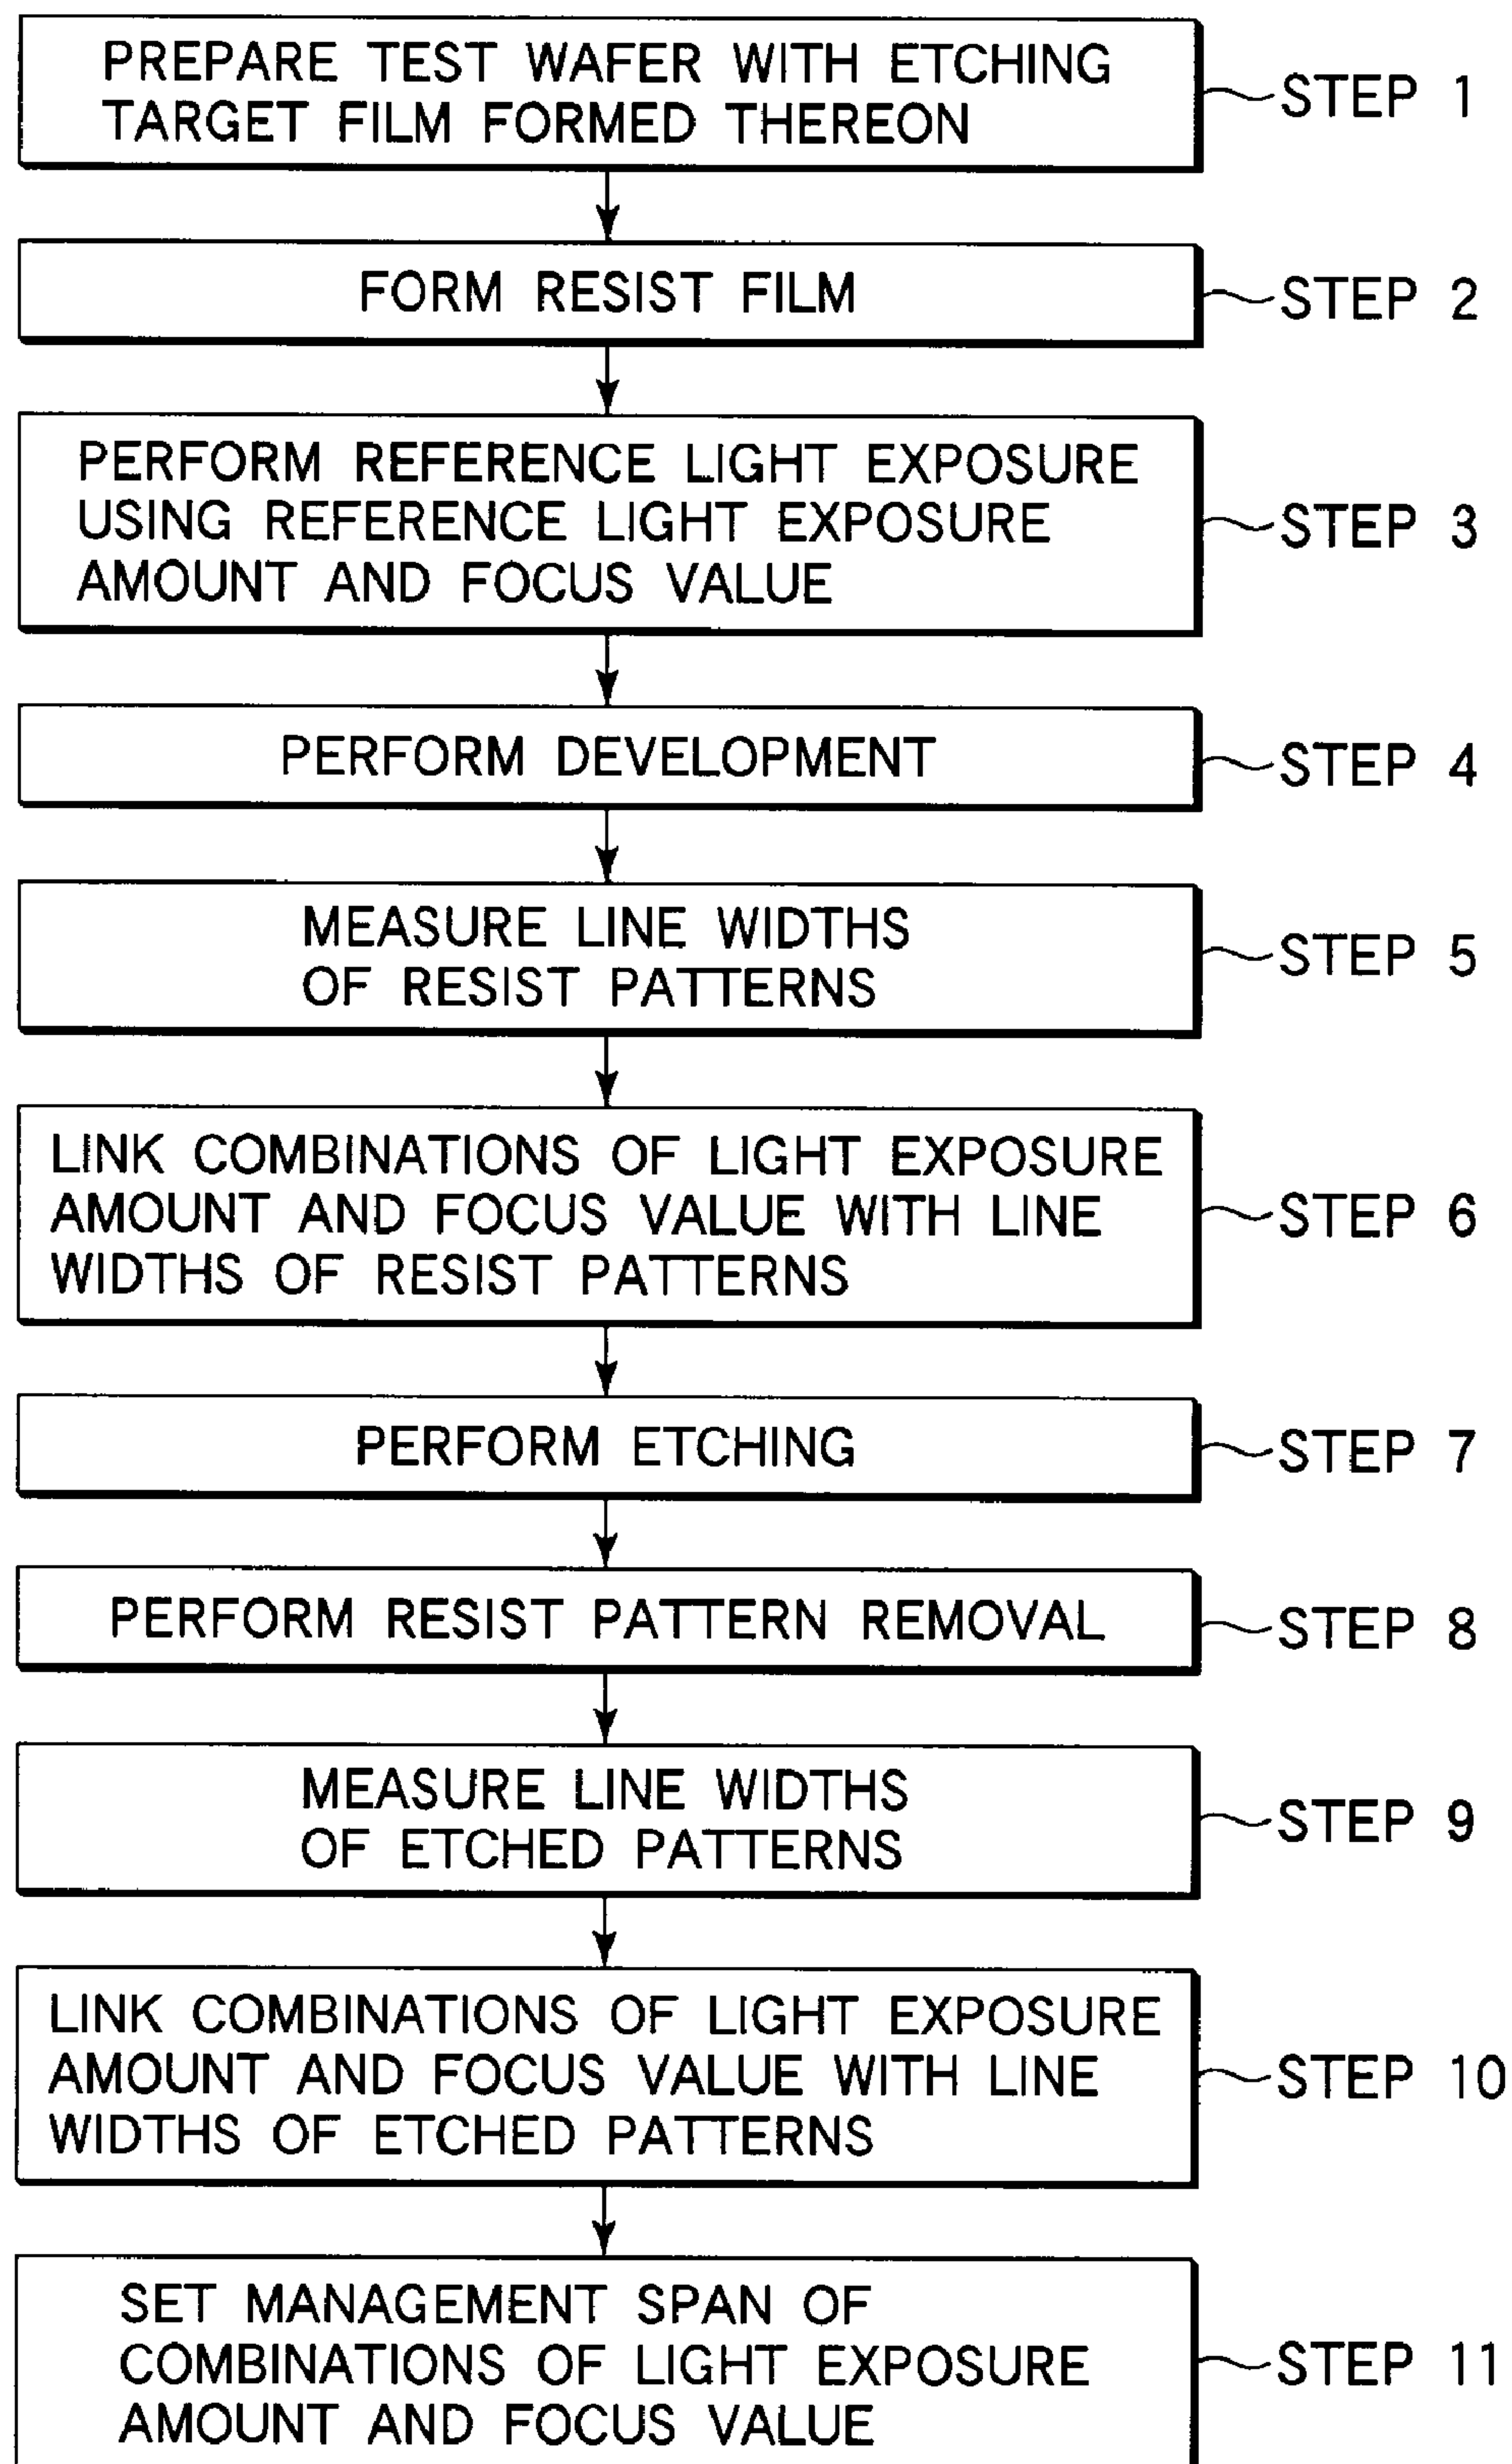 PREPARE TEST WAFER WITH ETCHING
TARGET FILM FORMED THEREON
STEP 1
FORM RESIST FILM
STEP 2
PERFORM REFERENCE LIGHT EXPOSURE
USING REFERENCE LIGHT EXPOSURE
AMOUNT AND FOCUS VALUE
STEP 3
PERFORM DEVELOPMENT
STEP 4
MEASURE LINE WIDTHS
OF RESIST PATTERNS
STEP 5
LINK COMBINATIONS OF LIGHT EXPOSURE
AMOUNT AND FOCUS VALUE WITH LINE
WIDTHS OF RESIST PATTERNS
STEP 6
PERFORM ETCHING
STEP 7
PERFORM RESIST PATTERN REMOVAL
STEP 8
MEASURE LINE WIDTHS
OF ETCHED PATTERNS
STEP 9
LINK COMBINATIONS OF LIGHT EXPOSURE
AMOUNT AND FOCUS VALUE WITH LINE
WIDTHS OF ETCHED PATTERNS
STEP 10
SET MANAGEMENT SPAN OF
COMBINATIONS OF LIGHT EXPOSURE
AMOUNT AND FOCUS VALUE
STEP 11